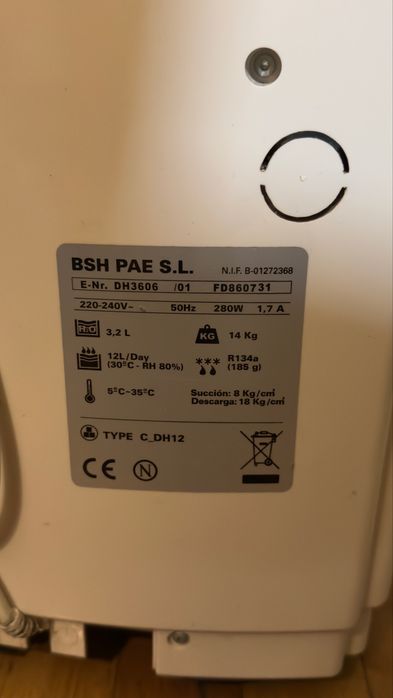 BSH PAE S.L. N.I.F. B-01272368
E-Nr. DH3606 /01 FD860731
220-240V~ 50Hz 280W 1,7 A
H2O 3,2 L KG 14 Kg
12L/Day
(30ºC - RH 80%)
R134a
(185 g)
5ºC~35ºC
Succión: 8 Kg/cm²
Descarga: 18 Kg/cm²
TYPE C_DH12
CE N